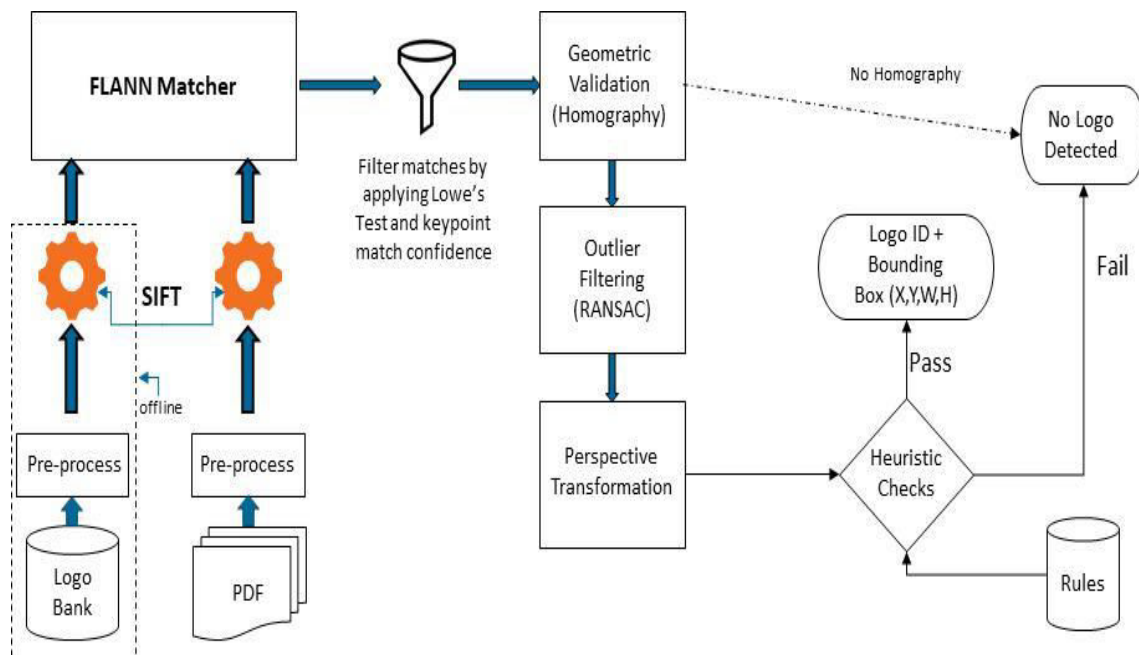 FLANN Matcher
Filter matches by
applying Lowe's
Test and keypoint
match confidence
Geometric
Validation
(Homography)
No Homography
No Logo
Detected
SIFT
offline
Pre-process
Pre-process
Logo
Bank
PDF
Outlier
Filtering
(RANSAC)
Perspective
Transformation
Logo ID +
Bounding
Box (X,Y,W,H)
Pass
Fail
Heuristic
Checks
Rules